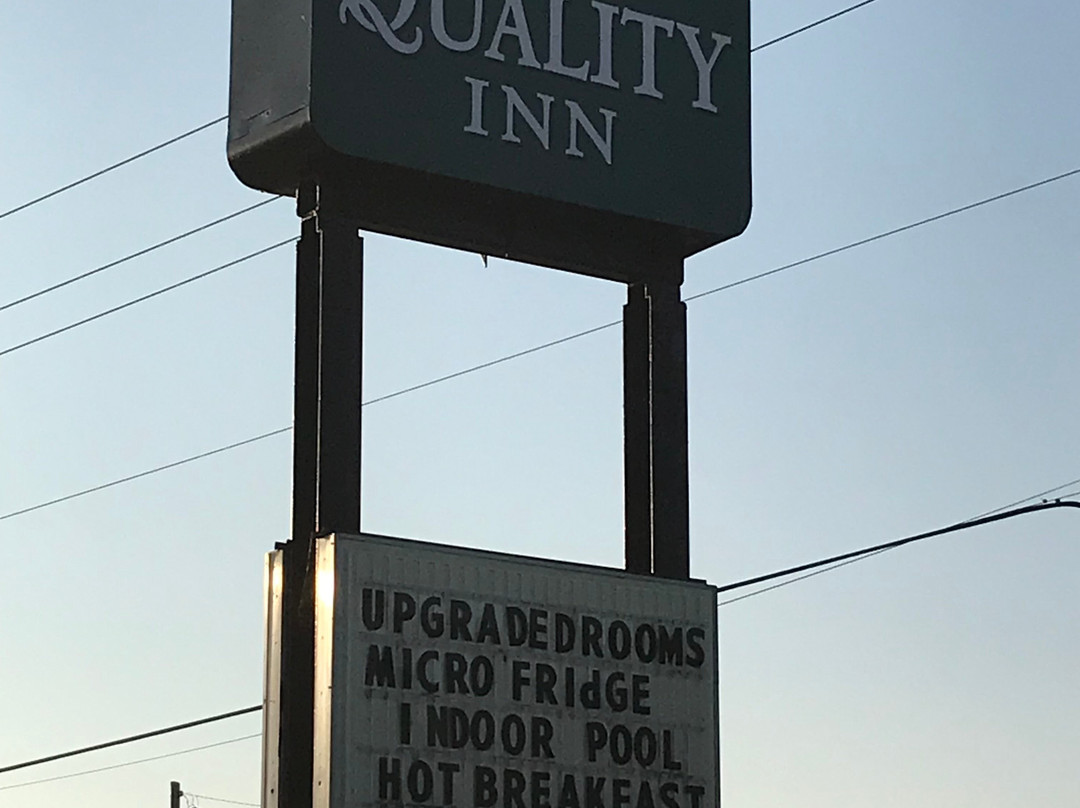 QUALITY
INN
UPGRADEDROOMS
MICRO FRIdGE
INDOOR POOL
HOT BREAKFAST